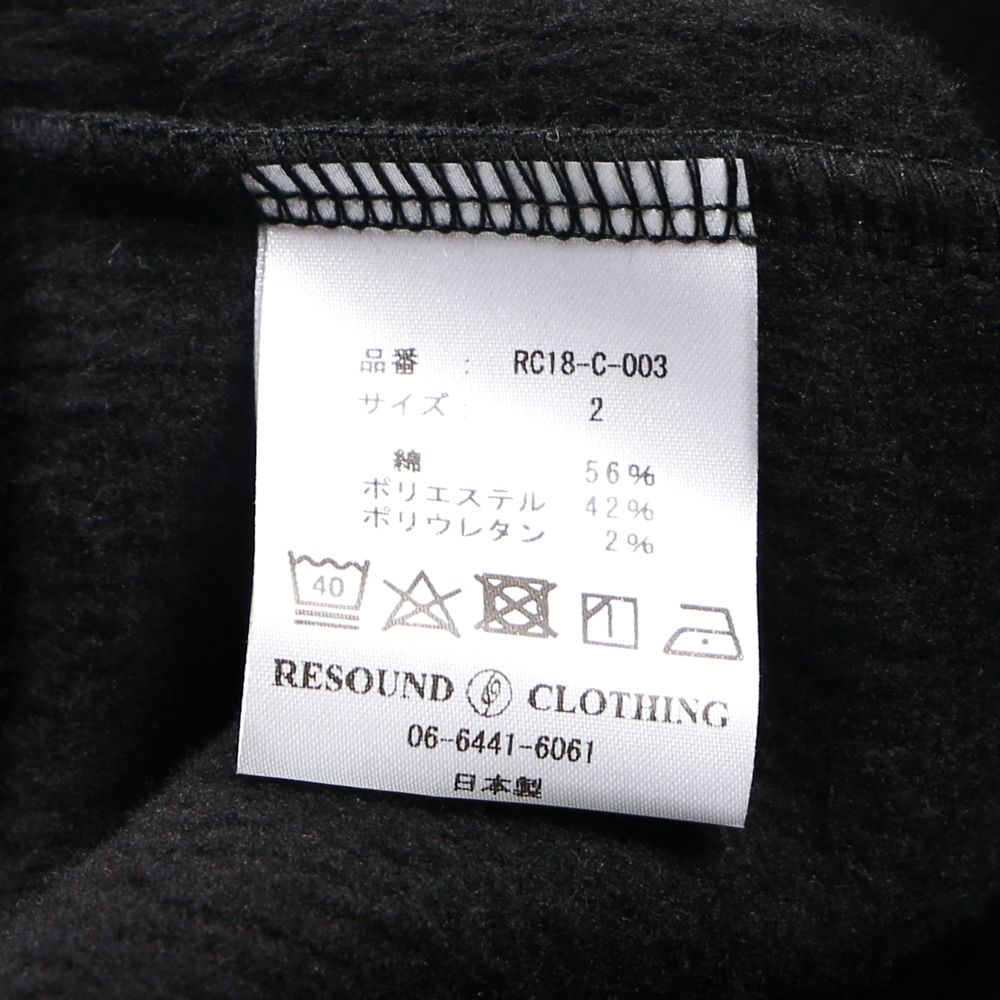 品番 : RC18-C-003
サイズ : 2
綿 56%
ポリエステル 42%
ポリウレタン 2%
40
RESOUND CLOTHING
06-6441-6061
日本製